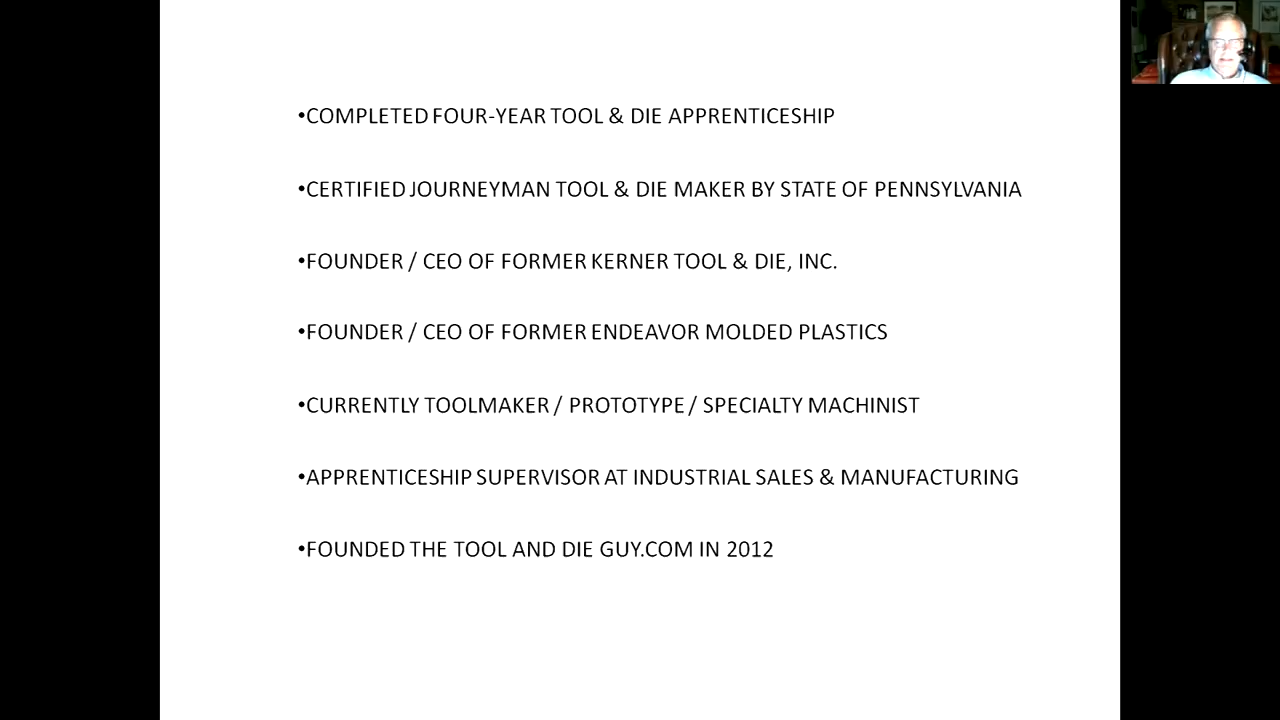 •COMPLETED FOUR-YEAR TOOL & DIE APPRENTICESHIP
•CERTIFIED JOURNEYMAN TOOL & DIE MAKER BY STATE OF PENNSYLVANIA
•FOUNDER / CEO OF FORMER KERNER TOOL & DIE, INC.
•FOUNDER / CEO OF FORMER ENDEAVOR MOLDED PLASTICS
•CURRENTLY TOOLMAKER / PROTOTYPE / SPECIALTY MACHINIST
•APPRENTICESHIP SUPERVISOR AT INDUSTRIAL SALES & MANUFACTURING
•FOUNDED THE TOOL AND DIE GUY.COM IN 2012